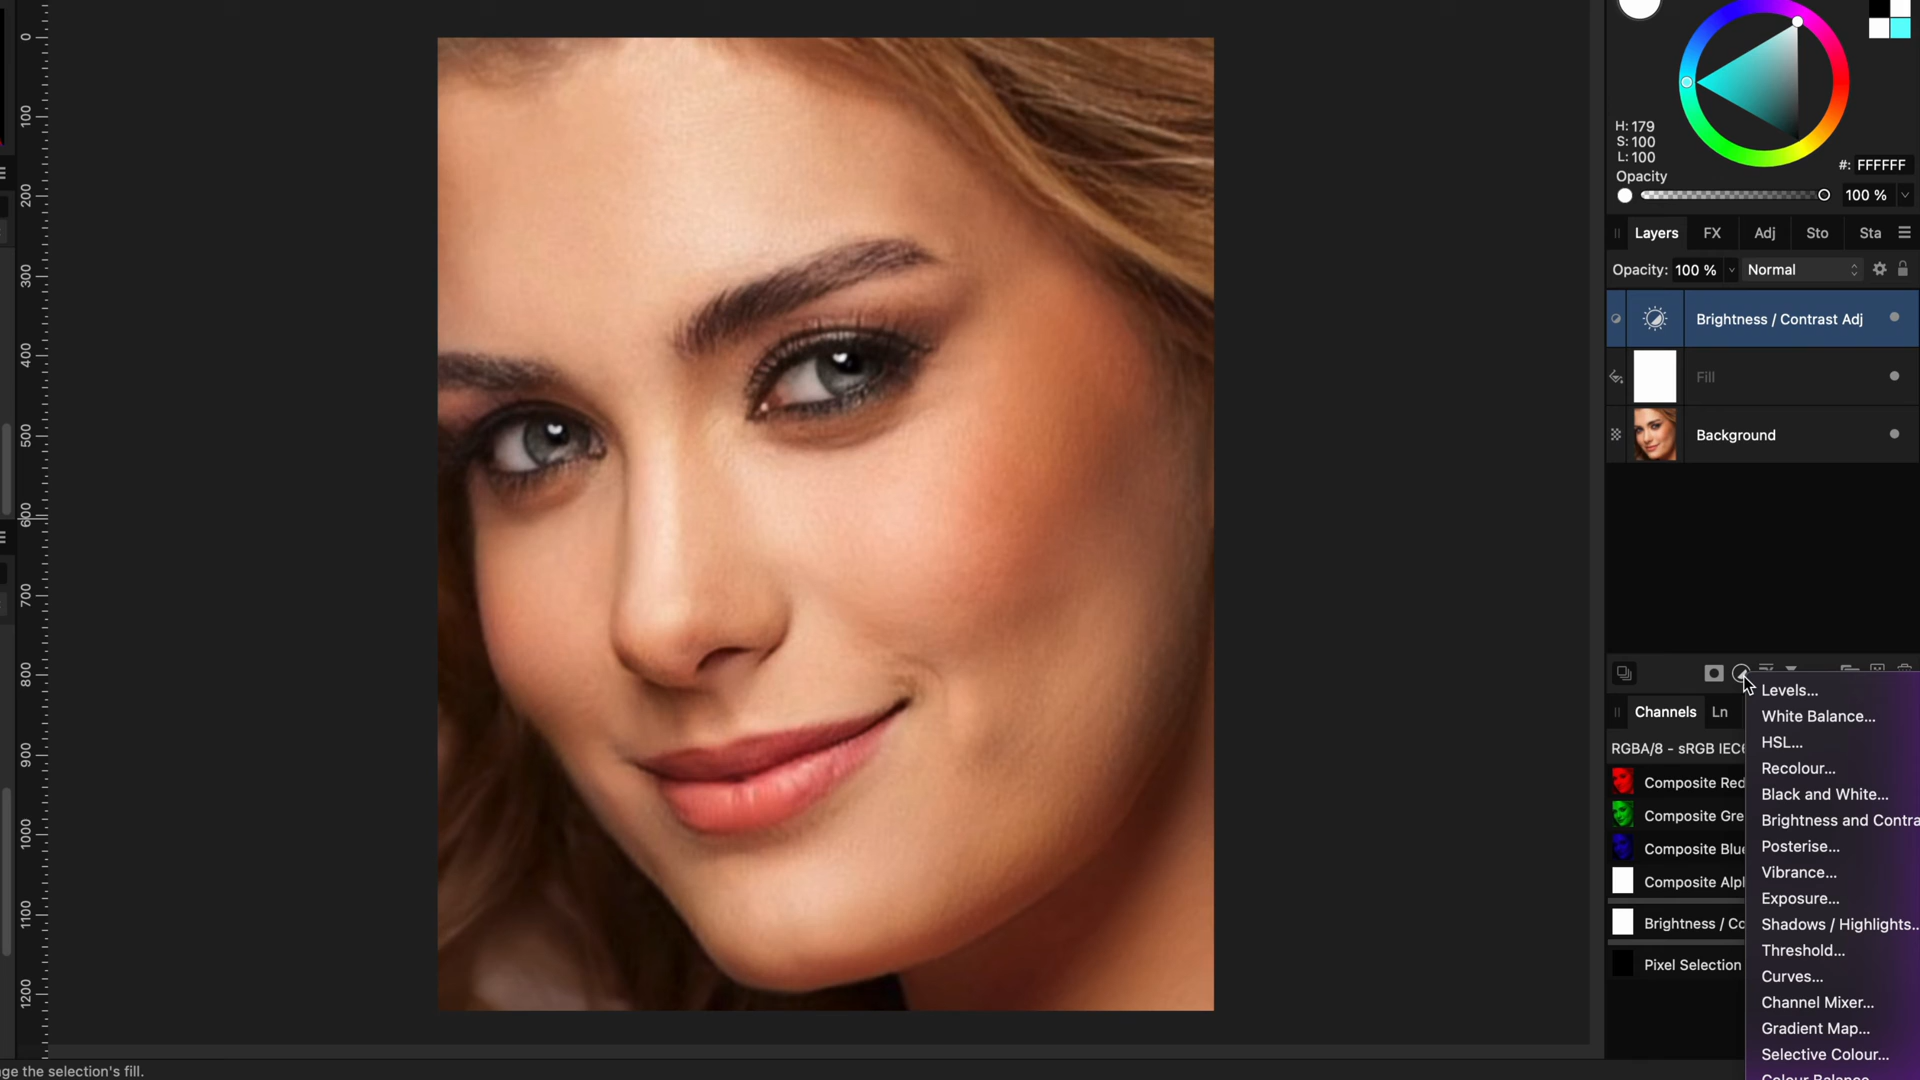 0
100
200
300
400
500
600
700
800
900
1000
1100
1200
H: 179
S: 100
L: 100
#: FFFFFF
Opacity
100 %
Layers FX Adj Sto Sta
Opacity: 100 % Normal
Brightness / Contrast Adj
Fill
Background
Channels Ln
RGBA/8 - sRGB
Composite Red
Composite Gre
Composite Blu
Composite Alp
Brightness / Co
Pixel Selection
Levels...
White Balance...
HSL...
Recolour...
Black and White...
Brightness and Contra
Posterise...
Vibrance...
Exposure...
Shadows / Highlights...
Threshold...
Curves...
Channel Mixer...
Gradient Map...
Selective Colour...
Colour Balance
ge the selection's fill.